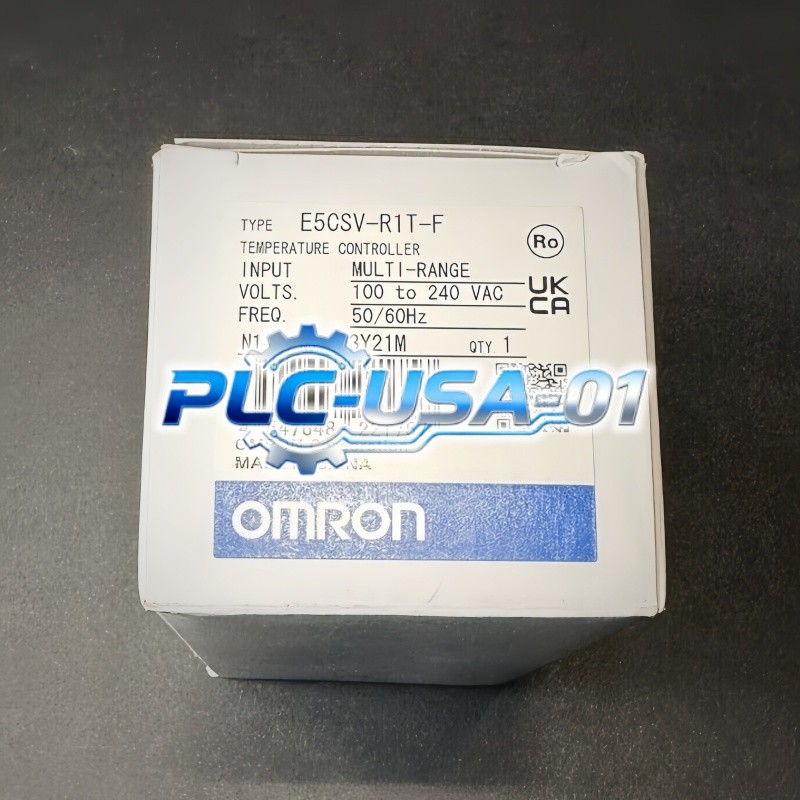 TYPE E5CSV-R1T-F
TEMPERATURE CONTROLLER
Ro
INPUT MULTI-RANGE
VOLTS. 100 to 240 VAC
UK
CA
FREQ. 50/60Hz
QTY. 1
PLC-USA-01
OMRON